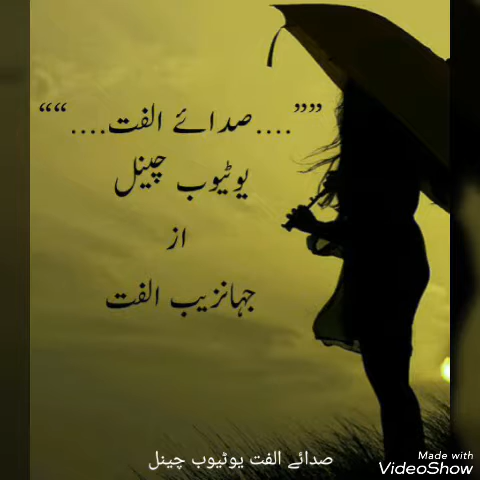 ””....صدائے الفت....““
یوٹیوب چینل
از
جہانزیب الفت
صدائے الفت یوٹیوب چینل
Made with
VideoShow